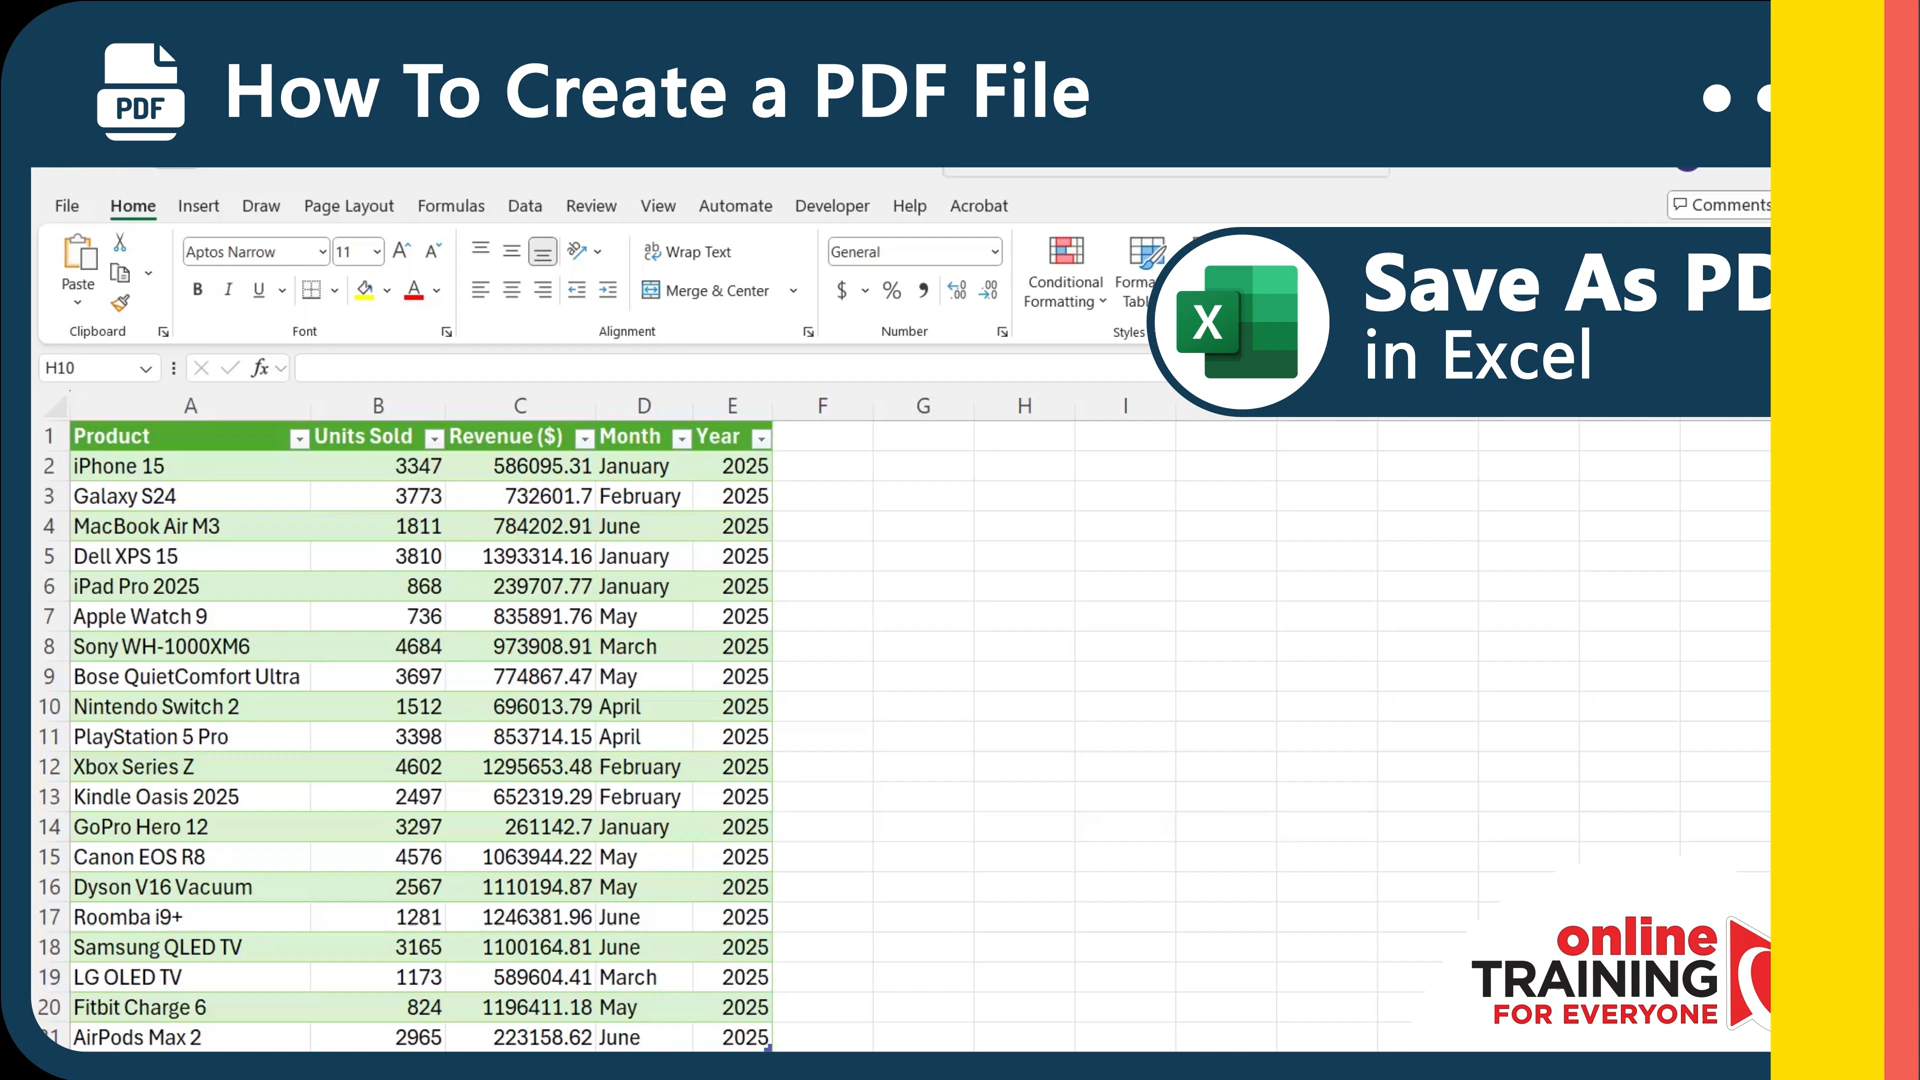 PDF How To Create a PDF File
File Home Insert Draw Page Layout Formulas Data Review View Automate Developer Help Acrobat Comments
Aptos Narrow 11 A^ Aˇ ab Wrap Text General
Paste B I U A Merge & Center $ % , .00 .00 Conditional Formatting
Clipboard Font Alignment Number Styles
X Save As
in Excel
H10 fx
A B C D E F G H I
1 Product Units Sold Revenue ($) Month Year
2 iPhone 15 3347 586095.31 January 2025
3 Galaxy S24 3773 732601.7 February 2025
4 MacBook Air M3 1811 784202.91 June 2025
5 Dell XPS 15 3810 1393314.16 January 2025
6 iPad Pro 2025 868 239707.77 January 2025
7 Apple Watch 9 736 835891.76 May 2025
8 Sony WH-1000XM6 4684 973908.91 March 2025
9 Bose QuietComfort Ultra 3697 774867.47 May 2025
10 Nintendo Switch 2 1512 696013.79 April 2025
11 PlayStation 5 Pro 3398 853714.15 April 2025
12 Xbox Series Z 4602 1295653.48 February 2025
13 Kindle Oasis 2025 2497 652319.29 February 2025
14 GoPro Hero 12 3297 261142.7 January 2025
15 Canon EOS R8 4576 1063944.22 May 2025
16 Dyson V16 Vacuum 2567 1110194.87 May 2025
17 Roomba i9+ 1281 1246381.96 June 2025
18 Samsung QLED TV 3165 1100164.81 June 2025
19 LG OLED TV 1173 589604.41 March 2025
20 Fitbit Charge 6 824 1196411.18 May 2025
AirPods Max 2 2965 223158.62 June 2025
online
TRAINING
FOR EVERYONE